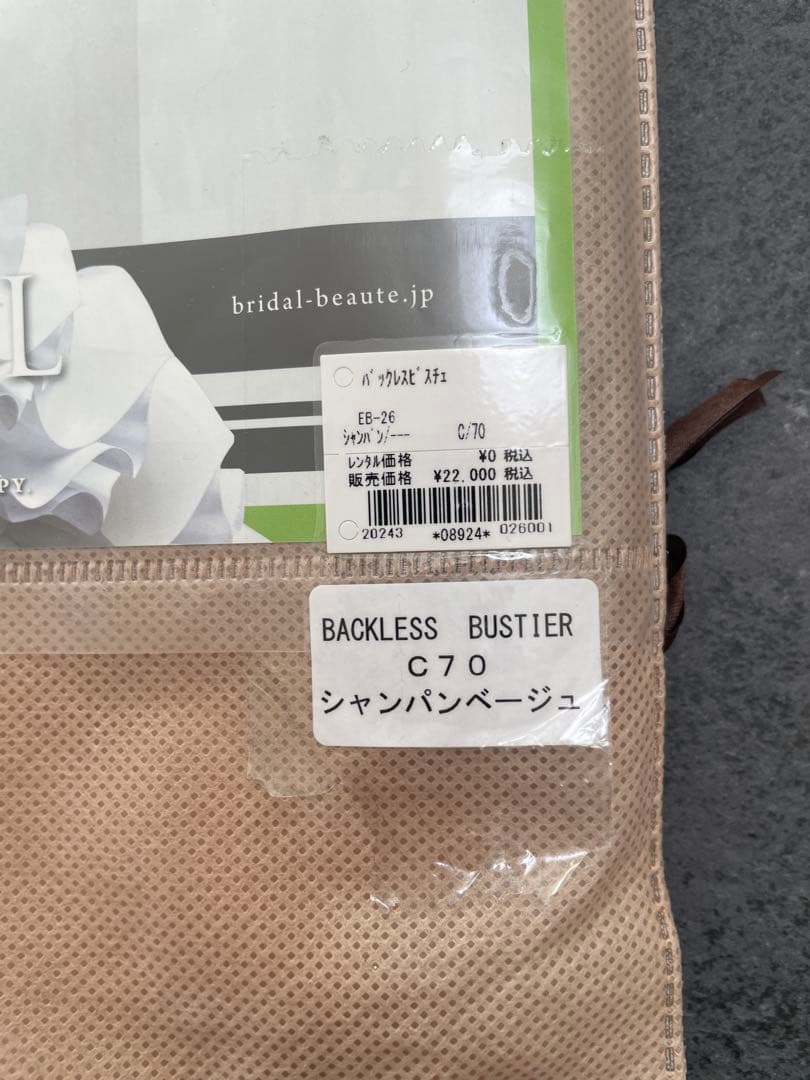 bridal-beaute.jp
L
PY.
ﾊﾞｯｸﾚｽﾋﾞｽﾁｪ
EB-26
ｼｬﾝﾊﾟﾝ/--- C/70
ﾚﾝﾀﾙ価格 ¥0 税込
販売価格 ¥22,000 税込
20243 *08924* 026001
BACKLESS BUSTIER
C70
シャンパンベージュ